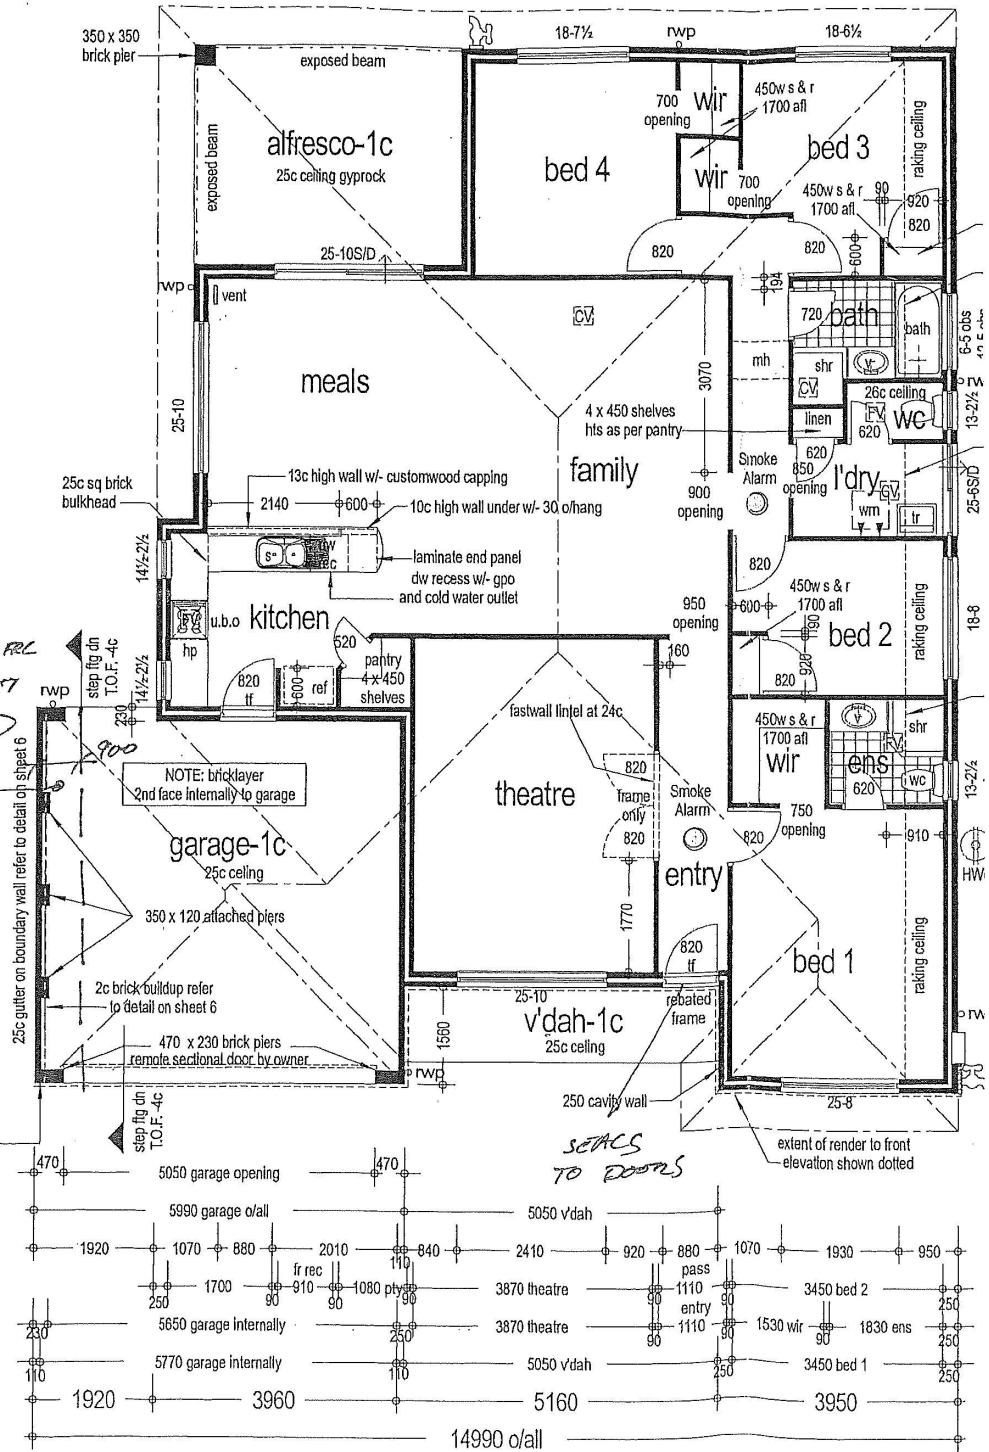 350 x 350
brick pier
exposed beam
18-7½
rwp
18-6½
alfresco-1c
25c ceiling gyprock
exposed beam
bed 4
700
opening
wir
450w s & r
1700 afl
bed 3
raking ceiling
wir
700
opening
450w s & r
1700 afl
90
920
820
820
820
600
25-10S/D
194
rwp
vent
CV
720
bath
bath
6-5 obs
meals
3070
mh
shr
CV
rw
25-10
26c ceiling
FV
wc
620
13-2½
4 x 450 shelves
hts as per pantry
linen
family
620
850
opening
l'dry
CV
wm
tr
25-6S/D
Smoke
Alarm
900
opening
25c sq brick
bulkhead
13c high wall w/- customwood capping
2140
600
10c high wall under w/- 30 o/hang
14½-2½
s
dw
rec
laminate end panel
dw recess w/- gpo
and cold water outlet
820
450w s & r
1700 afl
600
90
bed 2
920
820
raking ceiling
18-8
950
opening
160
u.b.o
kitchen
hp
520
pantry
4 x 450
shelves
820
tf
600
ref
14½-2½
step ftg dn
T.O.F. -4c
rwp
230
900
NOTE: bricklayer
2nd face internally to garage
fastwall lintel at 24c
450w s & r
1700 afl
wir
v
shr
FV
ens
620
wc
13-2½
theatre
820
frame
only
820
Smoke
Alarm
750
opening
820
910
garage-1c
25c celing
entry
25c gutter on boundary wall refer to detail on sheet 6
350 x 120 attached piers
1770
820
tf
bed 1
raking ceiling
2c brick buildup refer
to detail on sheet 6
25-10
rebated
frame
v'dah-1c
25c celing
1560
rw
470 x 230 brick piers
remote sectional door by owner
rwp
250 cavity wall
25-8
step ftg dn
T.O.F. -4c
SEALS
TO DOORS
extent of render to front
elevation shown dotted
470
5050 garage opening
470
5990 garage o/all
5050 v'dah
1920
1070
880
2010
110
840
2410
920
880
1070
1930
950
250
1700
90
fr rec
910
90
1080 pty
90
3870 theatre
90
pass
1110
90
3450 bed 2
250
230
5650 garage internally
250
3870 theatre
90
entry
1110
90
1530 wir
90
1830 ens
250
110
5770 garage internally
110
5050 v'dah
250
3450 bed 1
250
1920
3960
5160
3950
14990 o/all